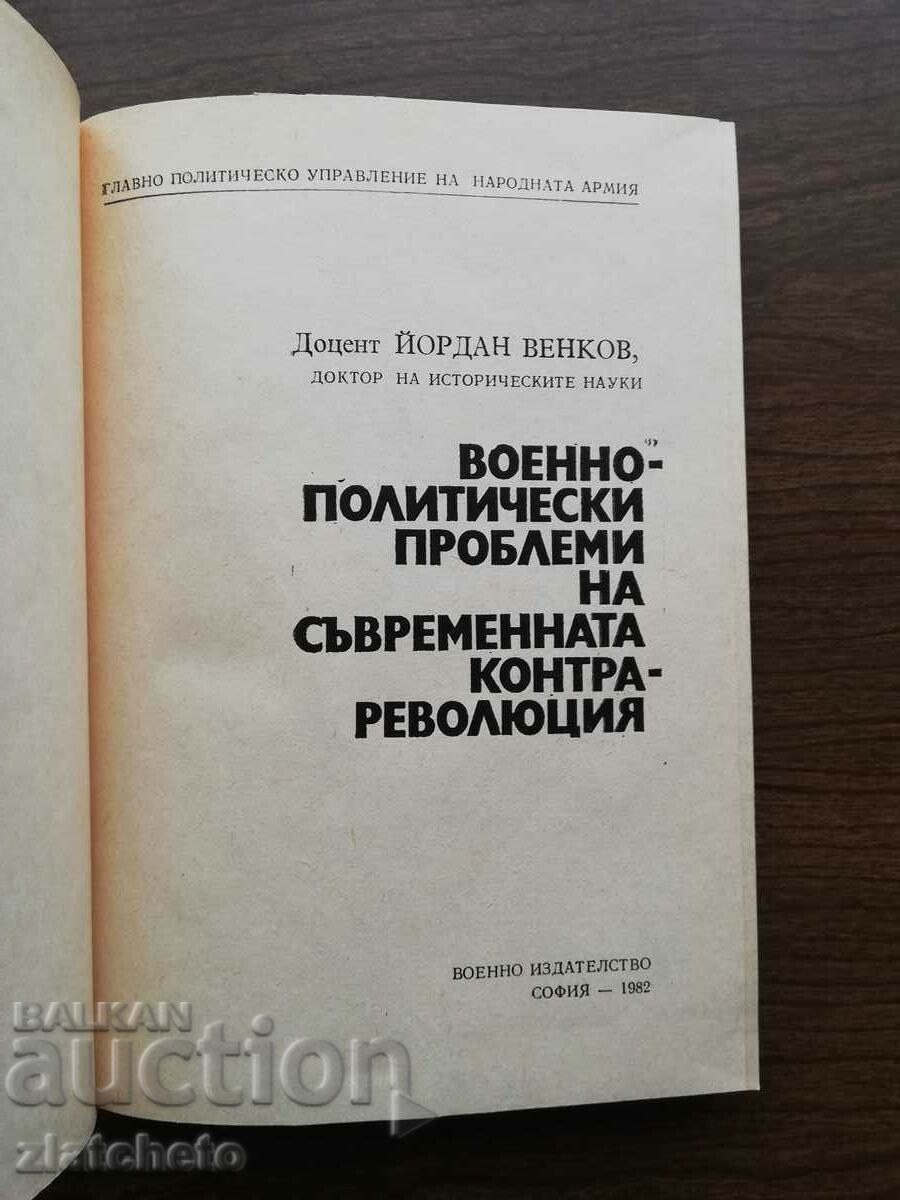 ГЛАВНО ПОЛИТИЧЕСКО УПРАВЛЕНИЕ НА НАРОДНАТА АРМИЯ
Доцент ЙОРДАН ВЕНКОВ,
ДОКТОР НА ИСТОРИЧЕСКИТЕ НАУКИ
ВОЕННО-
ПОЛИТИЧЕСКИ
ПРОБЛЕМИ
НА
СЪВРЕМЕННАТА
КОНТРА-
РЕВОЛЮЦИЯ
ВОЕННО ИЗДАТЕЛСТВО
СОФИЯ — 1982
BALKAN
auction
zlatcheto